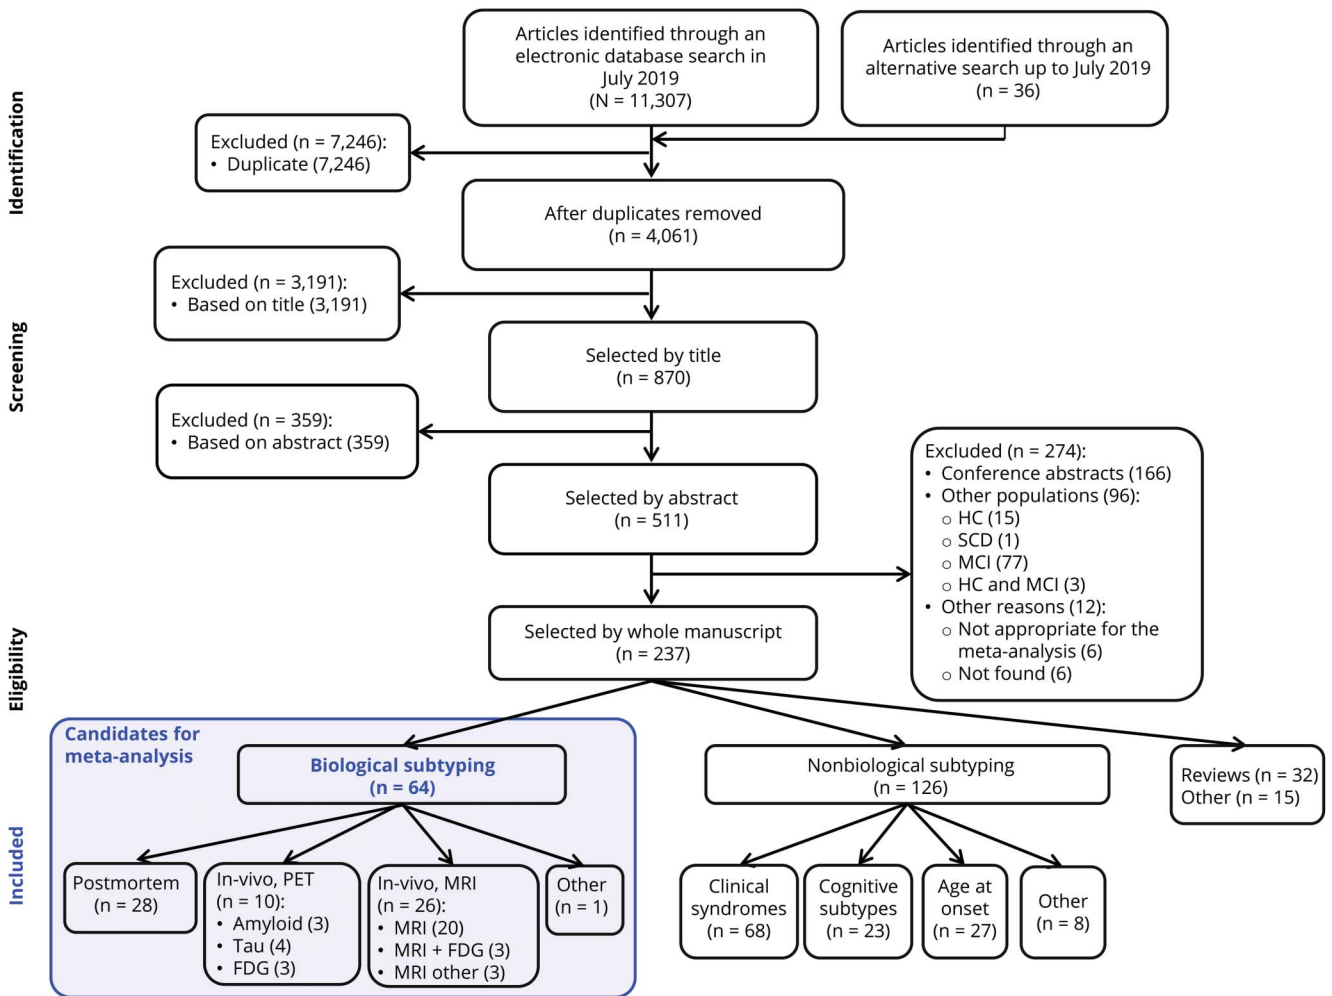 Articles identified through an
electronic database search in
July 2019
(N = 11,307)
Articles identified through an
alternative search up to July 2019
(n = 36)
Identification
Excluded (n = 7,246):
• Duplicate (7,246)
After duplicates removed
(n = 4,061)
Excluded (n = 3,191):
• Based on title (3,191)
Screening
Selected by title
(n = 870)
Excluded (n = 359):
• Based on abstract (359)
Selected by abstract
(n = 511)
Excluded (n = 274):
• Conference abstracts (166)
• Other populations (96):
o HC (15)
o SCD (1)
o MCI (77)
o HC and MCI (3)
• Other reasons (12):
o Not appropriate for the
meta-analysis (6)
o Not found (6)
Eligibility
Selected by whole manuscript
(n = 237)
Candidates for
meta-analysis
Biological subtyping
(n = 64)
Nonbiological subtyping
(n = 126)
Reviews (n = 32)
Other (n = 15)
Included
Postmortem
(n = 28)
In-vivo, PET
(n = 10):
• Amyloid (3)
• Tau (4)
• FDG (3)
In-vivo, MRI
(n = 26):
• MRI (20)
• MRI + FDG (3)
• MRI other (3)
Other
(n = 1)
Clinical
syndromes
(n = 68)
Cognitive
subtypes
(n = 23)
Age at
onset
(n = 27)
Other
(n = 8)